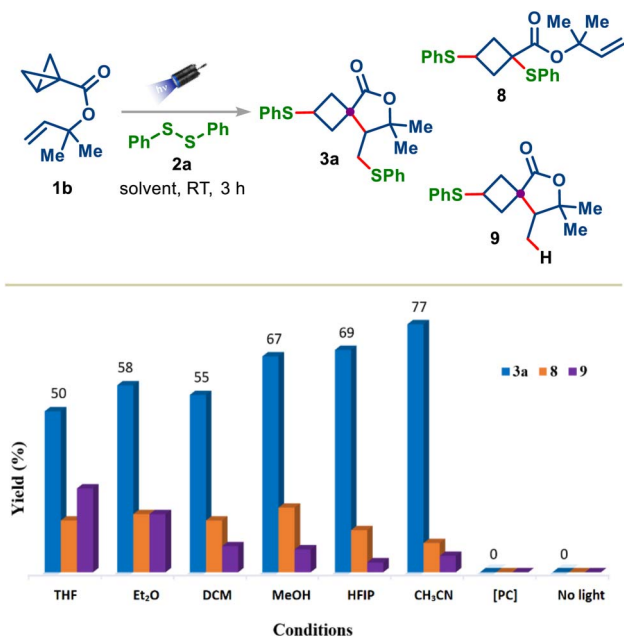 O
O
Me
Me
1b
hν
Ph
S
S
Ph
2a
solvent, RT, 3 h
PhS
O
O
Me
Me
SPh
3a
PhS
O
O
Me
Me
SPh
8
PhS
O
O
Me
Me
H
9
50
58
55
67
69
77
0
0
3a
8
9
Yield (%)
THF
Et₂O
DCM
MeOH
HFIP
CH₃CN
[PC]
No light
Conditions